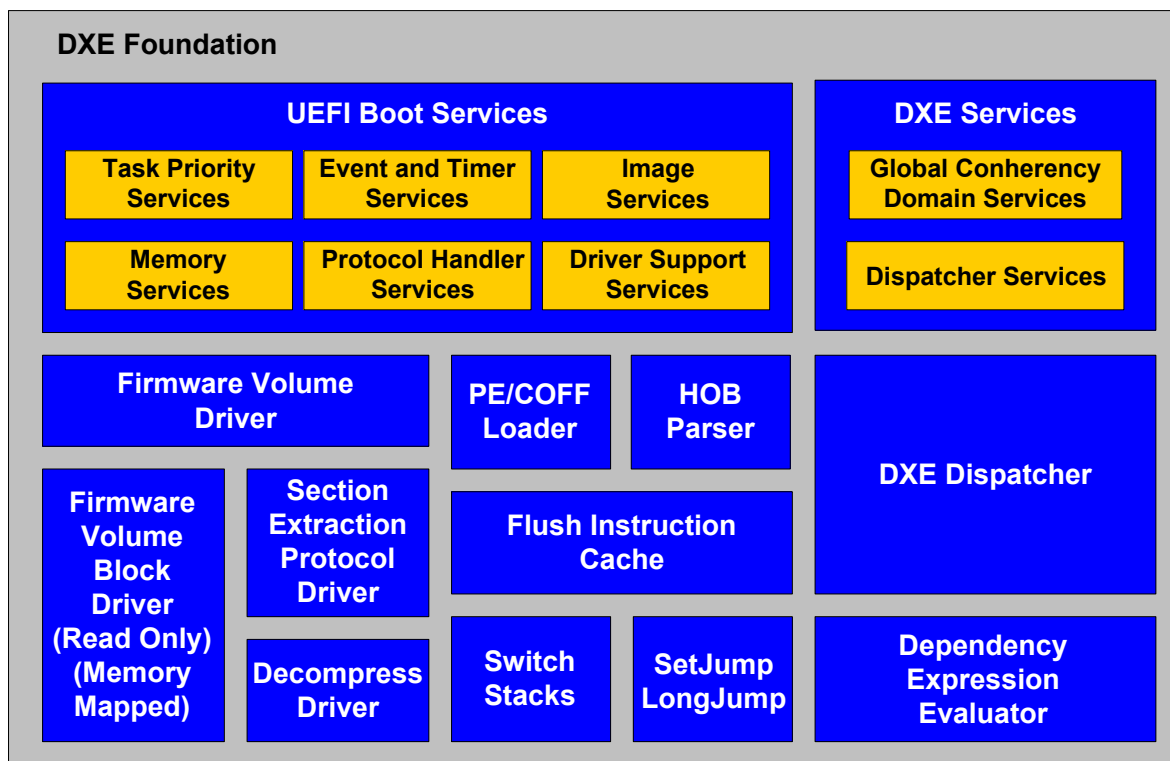 DXE Foundation
UEFI Boot Services
Task Priority
Services
Event and Timer
Services
Image
Services
Memory
Services
Protocol Handler
Services
Driver Support
Services
DXE Services
Global Conherency
Domain Services
Dispatcher Services
Firmware Volume
Driver
PE/COFF
Loader
HOB
Parser
DXE Dispatcher
Firmware
Volume
Block
Driver
(Read Only)
(Memory
Mapped)
Section
Extraction
Protocol
Driver
Flush Instruction
Cache
Decompress
Driver
Switch
Stacks
SetJump
LongJump
Dependency
Expression
Evaluator